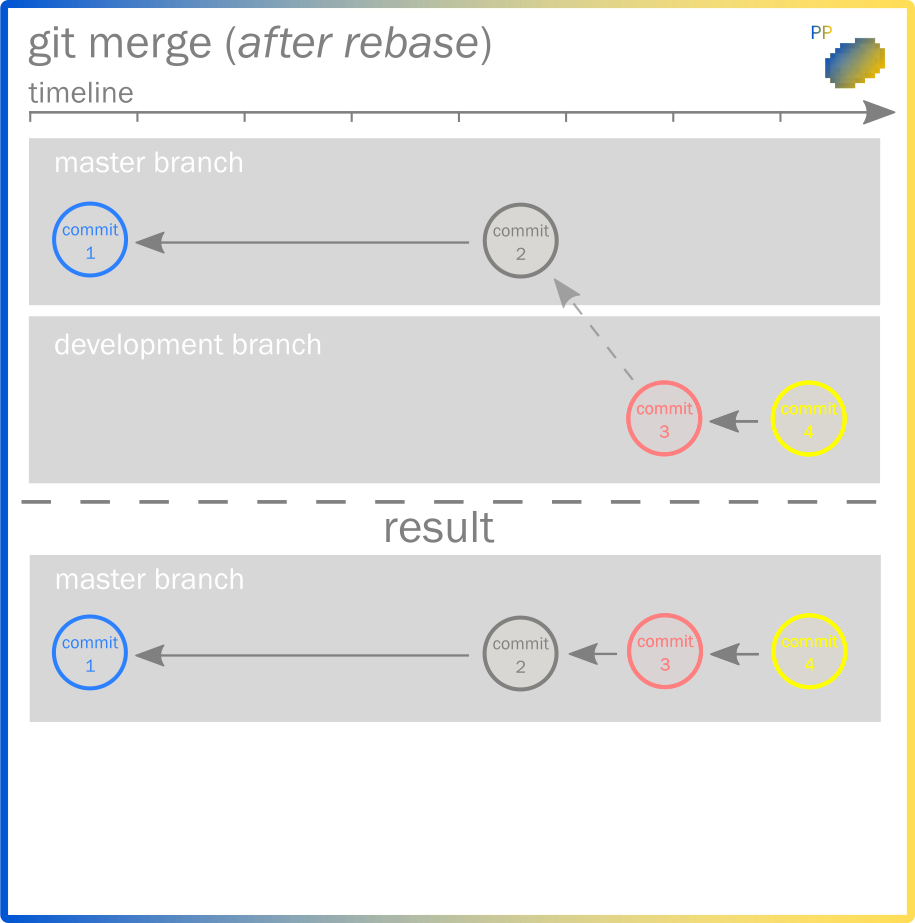 git merge (after rebase)
PP
timeline
master branch
commit
1
commit
2
development branch
commit
3
commit
4
result
master branch
commit
1
commit
2
commit
3
commit
4